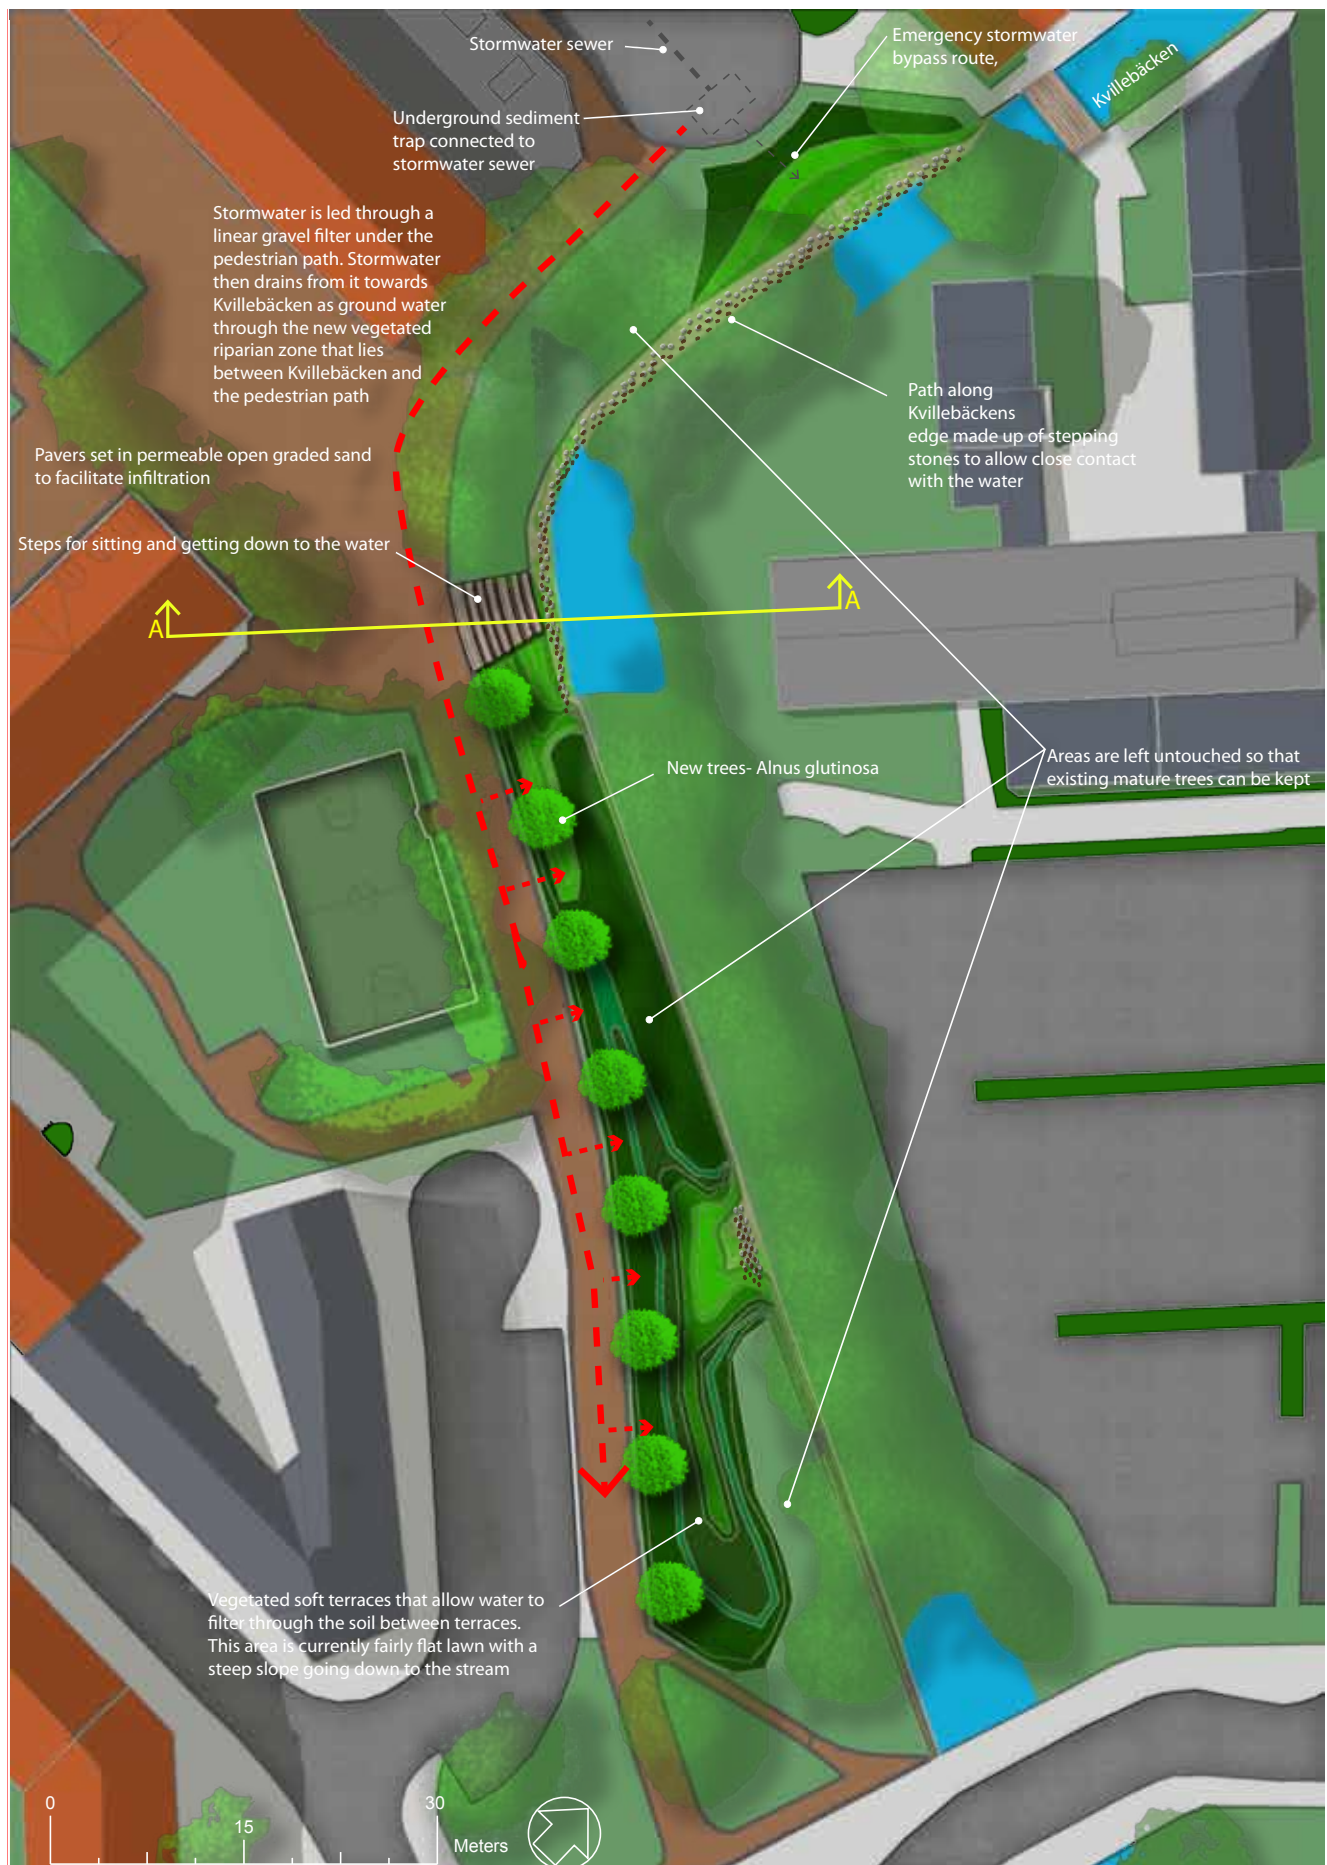 Stormwater sewer
Emergency stormwater
bypass route,
Kvillebäcken
Underground sediment
trap connected to
stormwater sewer
Stormwater is led through a
linear gravel filter under the
pedestrian path. Stormwater
then drains from it towards
Kvillebäcken as ground water
through the new vegetated
riparian zone that lies
between Kvillebäcken and
the pedestrian path
Path along
Kvillebäckens
edge made up of stepping
stones to allow close contact
with the water
Pavers set in permeable open graded sand
to facilitate infiltration
Steps for sitting and getting down to the water
A
A
New trees- Alnus glutinosa
Areas are left untouched so that
existing mature trees can be kept
Vegetated soft terraces that allow water to
filter through the soil between terraces.
This area is currently fairly flat lawn with a
steep slope going down to the stream
0
15
30
Meters